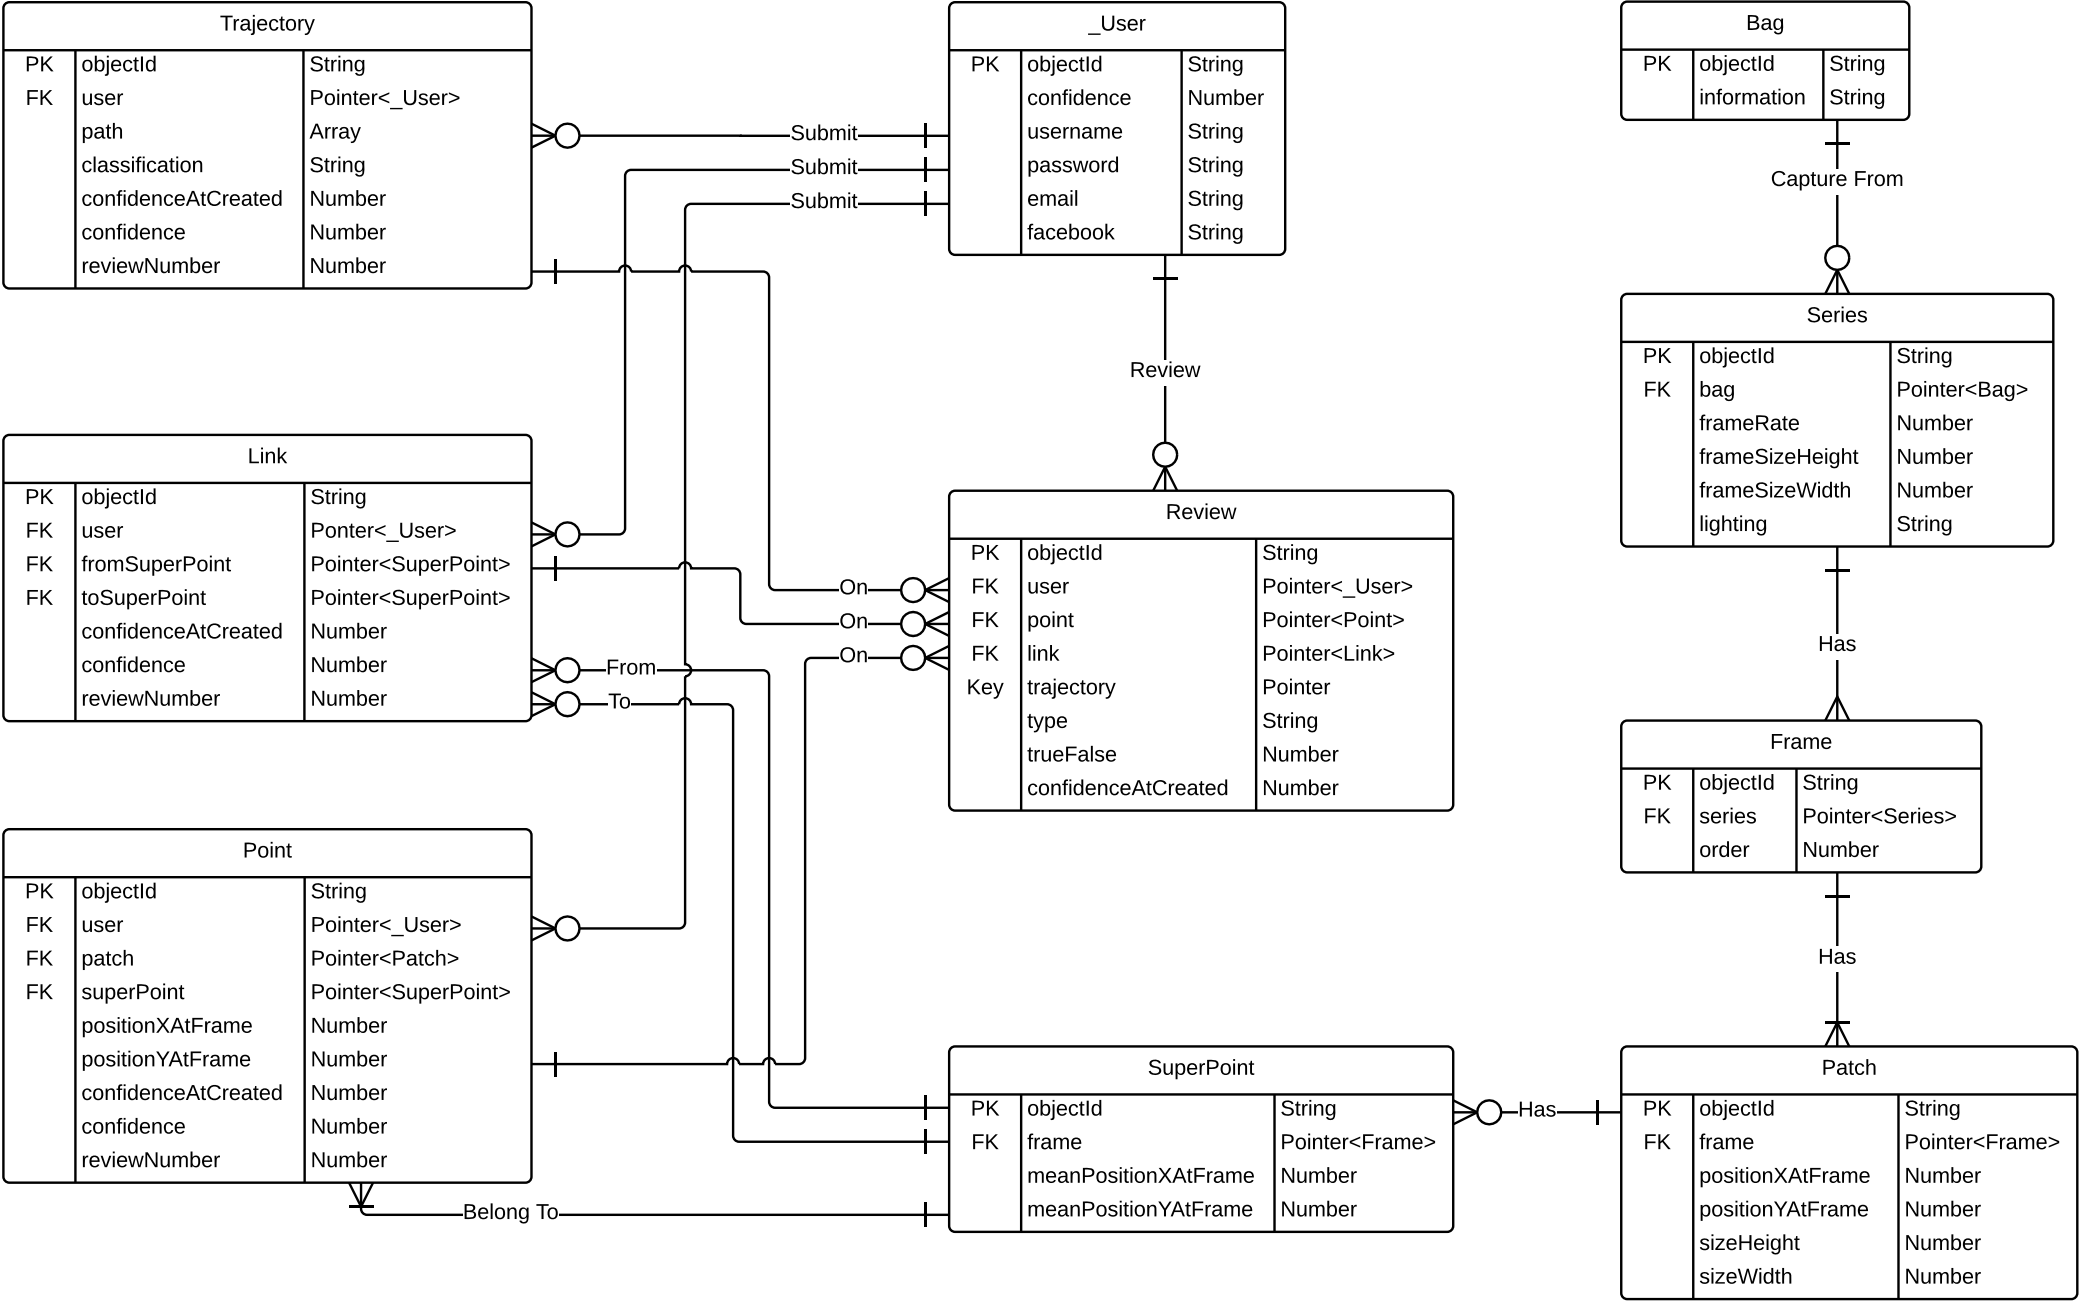 Trajectory
PK objectId String
FK user Pointer<_User>
path Array
classification String
confidenceAtCreated Number
confidence Number
reviewNumber Number
_User
PK objectId String
confidence Number
username String
password String
email String
facebook String
Bag
PK objectId String
information String
Submit
Submit
Submit
Capture From
Review
Series
PK objectId String
FK bag Pointer<Bag>
frameRate Number
frameSizeHeight Number
frameSizeWidth Number
lighting String
Link
PK objectId String
FK user Ponter<_User>
FK fromSuperPoint Pointer<SuperPoint>
FK toSuperPoint Pointer<SuperPoint>
confidenceAtCreated Number
confidence Number
reviewNumber Number
On
On
On
From
To
Review
PK objectId String
FK user Pointer<_User>
FK point Pointer<Point>
FK link Pointer<Link>
Key trajectory Pointer
type String
trueFalse Number
confidenceAtCreated Number
Has
Frame
PK objectId String
FK series Pointer<Series>
order Number
Has
Point
PK objectId String
FK user Pointer<_User>
FK patch Pointer<Patch>
FK superPoint Pointer<SuperPoint>
positionXAtFrame Number
positionYAtFrame Number
confidenceAtCreated Number
confidence Number
reviewNumber Number
Belong To
SuperPoint
PK objectId String
FK frame Pointer<Frame>
meanPositionXAtFrame Number
meanPositionYAtFrame Number
Has
Patch
PK objectId String
FK frame Pointer<Frame>
positionXAtFrame Number
positionYAtFrame Number
sizeHeight Number
sizeWidth Number